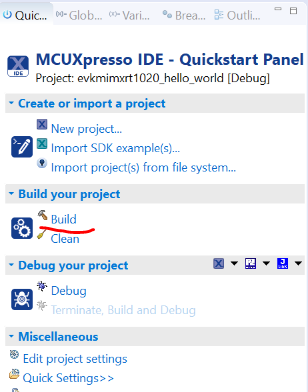 Quic...
(x)= Glob...
(x)= Vari...
Brea...
Outli...
IDE
MCUXpresso IDE - Quickstart Panel
Project: evkmimxrt1020_hello_world [Debug]
Create or import a project
New project...
Import SDK example(s)...
Import project(s) from file system...
Build your project
Build
Clean
Debug your project
Debug
Terminate, Build and Debug
Miscellaneous
Edit project settings
Quick Settings>>